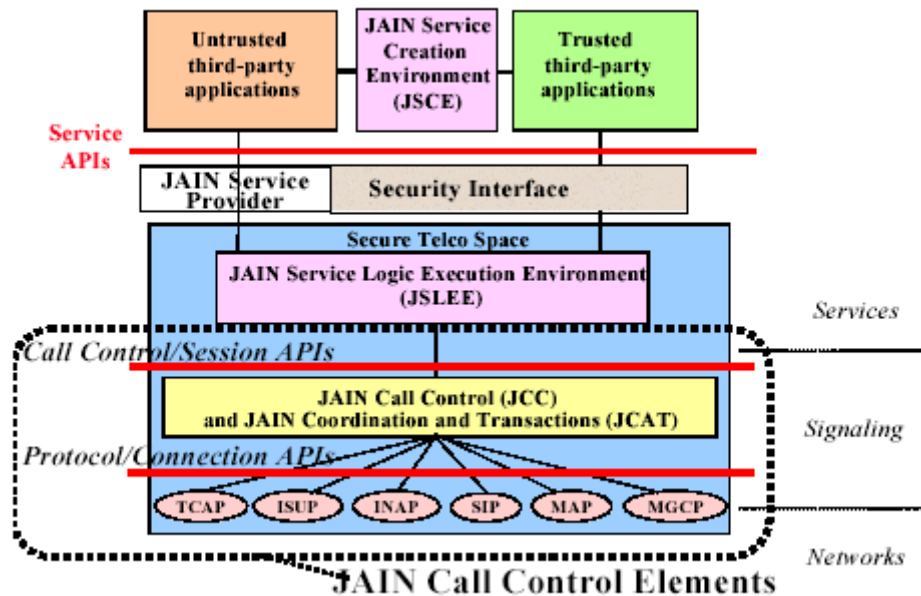 Untrusted
third-party
applications
JAIN Service
Creation
Environment
(JSCE)
Trusted
third-party
applications
Service
APIs
JAIN Service
Provider
Security Interface
Secure Telco Space
JAIN Service Logic Execution Environment
(JSLEE)
Services
Call Control/Session APIs
JAIN Call Control (JCC)
and JAIN Coordination and Transactions (JCAT)
Signaling
Protocol/Connection APIs
TCAP
ISUP
INAP
SIP
MAP
MGCP
Networks
JAIN Call Control Elements